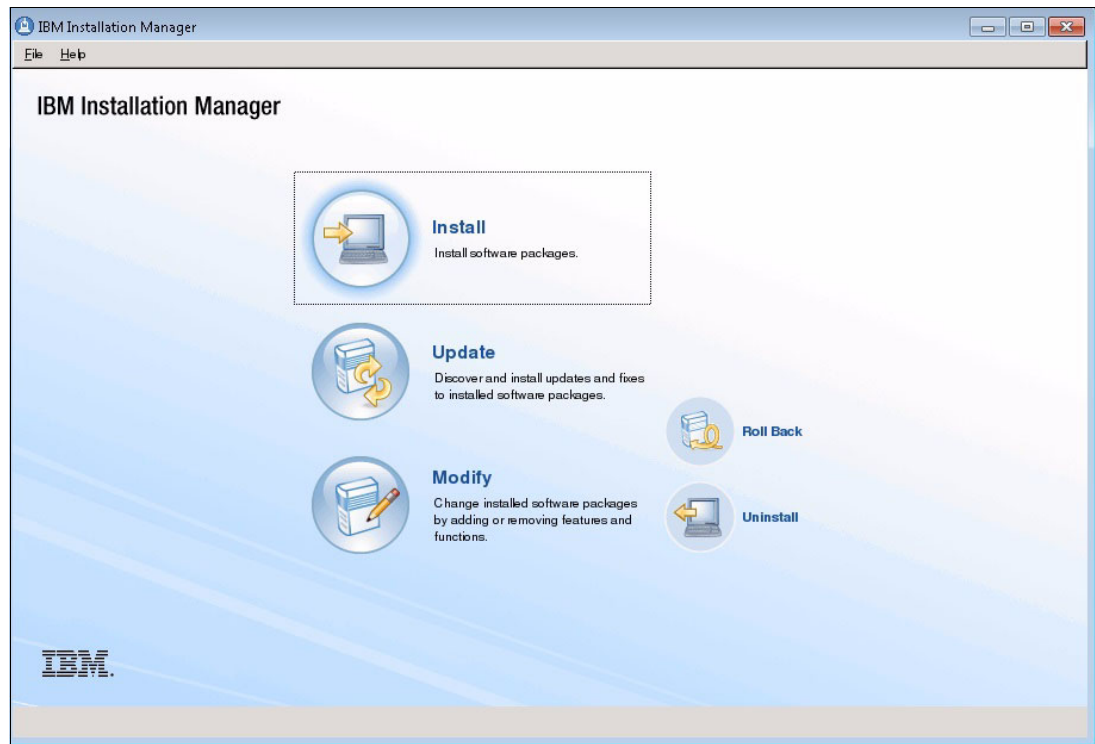 IBM Installation Manager
File Help
IBM Installation Manager
Install
Install software packages.
Update
Discover and install updates and fixes
to installed software packages.
Roll Back
Modify
Change installed software packages
by adding or removing features and
functions.
Uninstall
IBM.